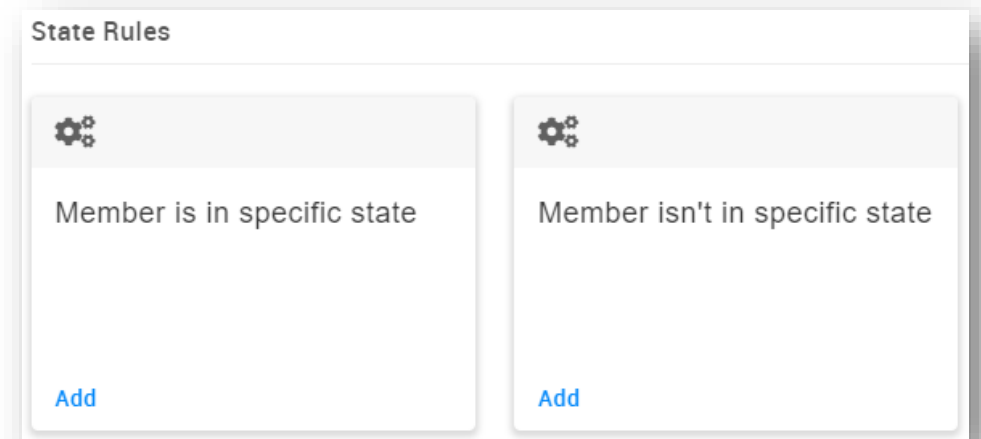 State Rules
Member is in specific state
Member isn't in specific state
Add
Add